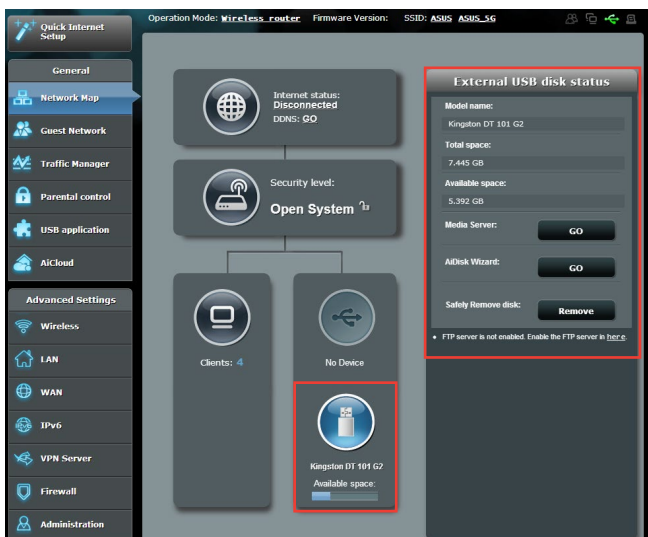 Operation Mode: Wireless router Firmware Version: SSID: ASUS ASUS_5G
Quick Internet
Setup
General
Network Map
Guest Network
Traffic Manager
Parental control
USB application
AiCloud
Advanced Settings
Wireless
LAN
WAN
IPv6
VPN Server
Firewall
Administration
Internet status:
Disconnected
DDNS: GO
Security level:
Open System
Clients: 4
No Device
Kingston DT 101 G2
Available space:
External USB disk status
Model name:
Kingston DT 101 G2
Total space:
7.445 GB
Available space:
5.392 GB
Media Server: GO
AiDisk Wizard: GO
Safely Remove disk: Remove
• FTP server is not enabled. Enable the FTP server in here.